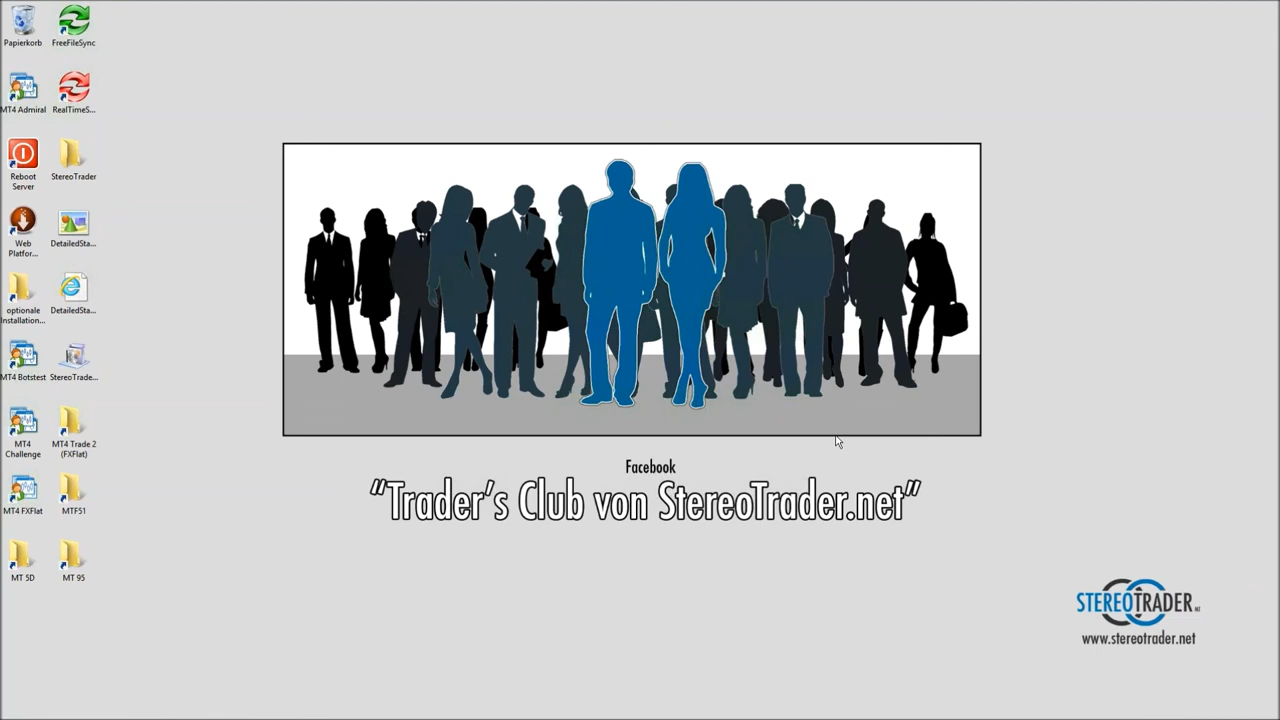 Papierkorb
FreeFileSync
MT4 Admiral
RealTimeS...
Reboot
Server
StereoTrader
Web
Platfor...
DetailedSta...
optionale
Installation...
DetailedSta...
MT4 Botstest
StereoTrade...
MT4
Challenge
MT4 Trade 2
(FXFlat)
MT4 FXFlat
MTF51
MT 5D
MT 95
Facebook
“Trader’s Club von StereoTrader.net”
STEREOTRADER.NET
www.stereotrader.net